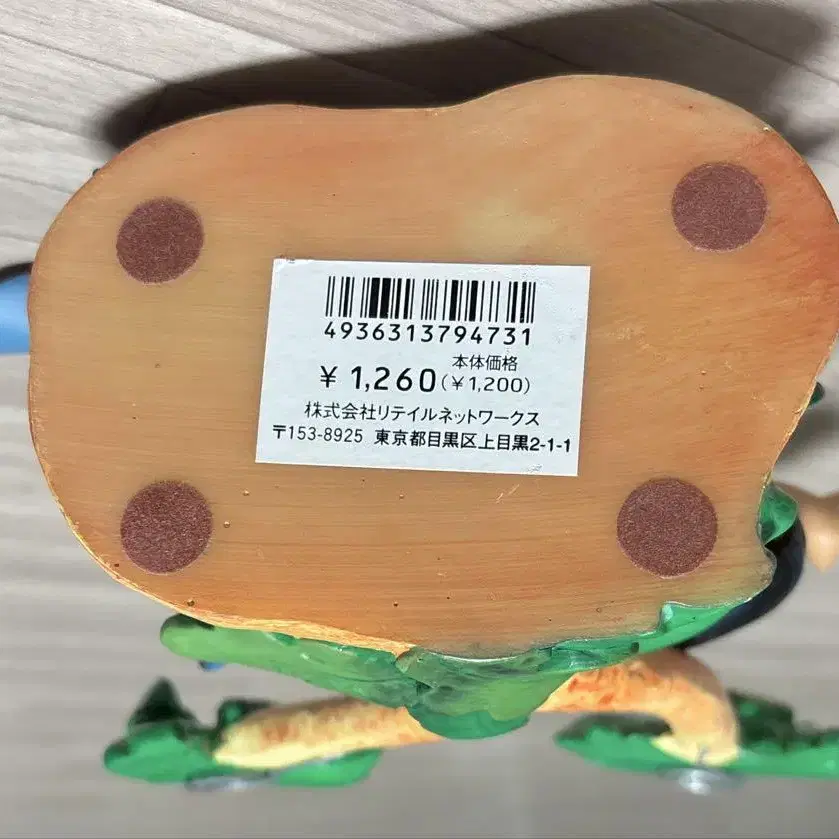 4936313794731
本体価格
¥ 1,260(¥1,200)
株式会社リテイルネットワークス
〒153-8925 東京都目黒区上目黒2-1-1